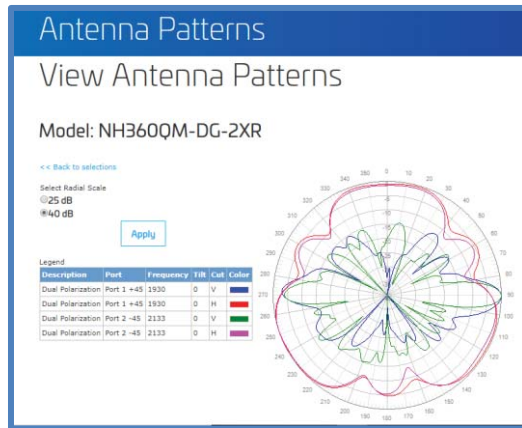 Antenna Patterns
View Antenna Patterns
Model: NH360QM-DG-2XR
<< Back to selections
Select Radial Scale
25 dB
40 dB
Apply
Legend
Description Port Frequency Tilt Cut Color
Dual Polarization Port 1 +45 1930 0 V
Dual Polarization Port 1 +45 1930 0 H
Dual Polarization Port 2 -45 2133 0 V
Dual Polarization Port 2 -45 2133 0 H
0
10
20
30
40
50
60
70
80
90
100
110
120
130
140
150
160
170
180
190
200
210
220
230
240
250
260
270
280
290
300
310
320
330
340
350